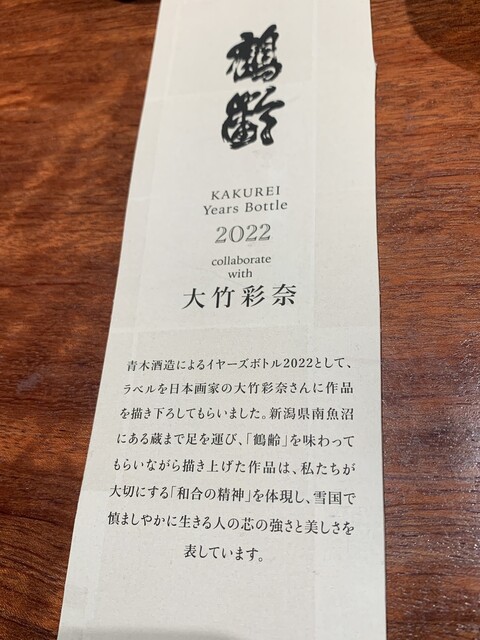 鶴齢
KAKUREI
Years Bottle
2022
collaborate
with
大竹彩奈
青木酒造によるイヤーズボトル2022として、
ラベルを日本画家の大竹彩奈さんに作品
を描き下ろしてもらいました。新潟県南魚沼
にある蔵まで足を運び、「鶴齢」を味わって
もらいながら描き上げた作品は、私たちが
大切にする「和合の精神」を体現し、雪国で
慎ましやかに生きる人の芯の強さと美しさを
表しています。